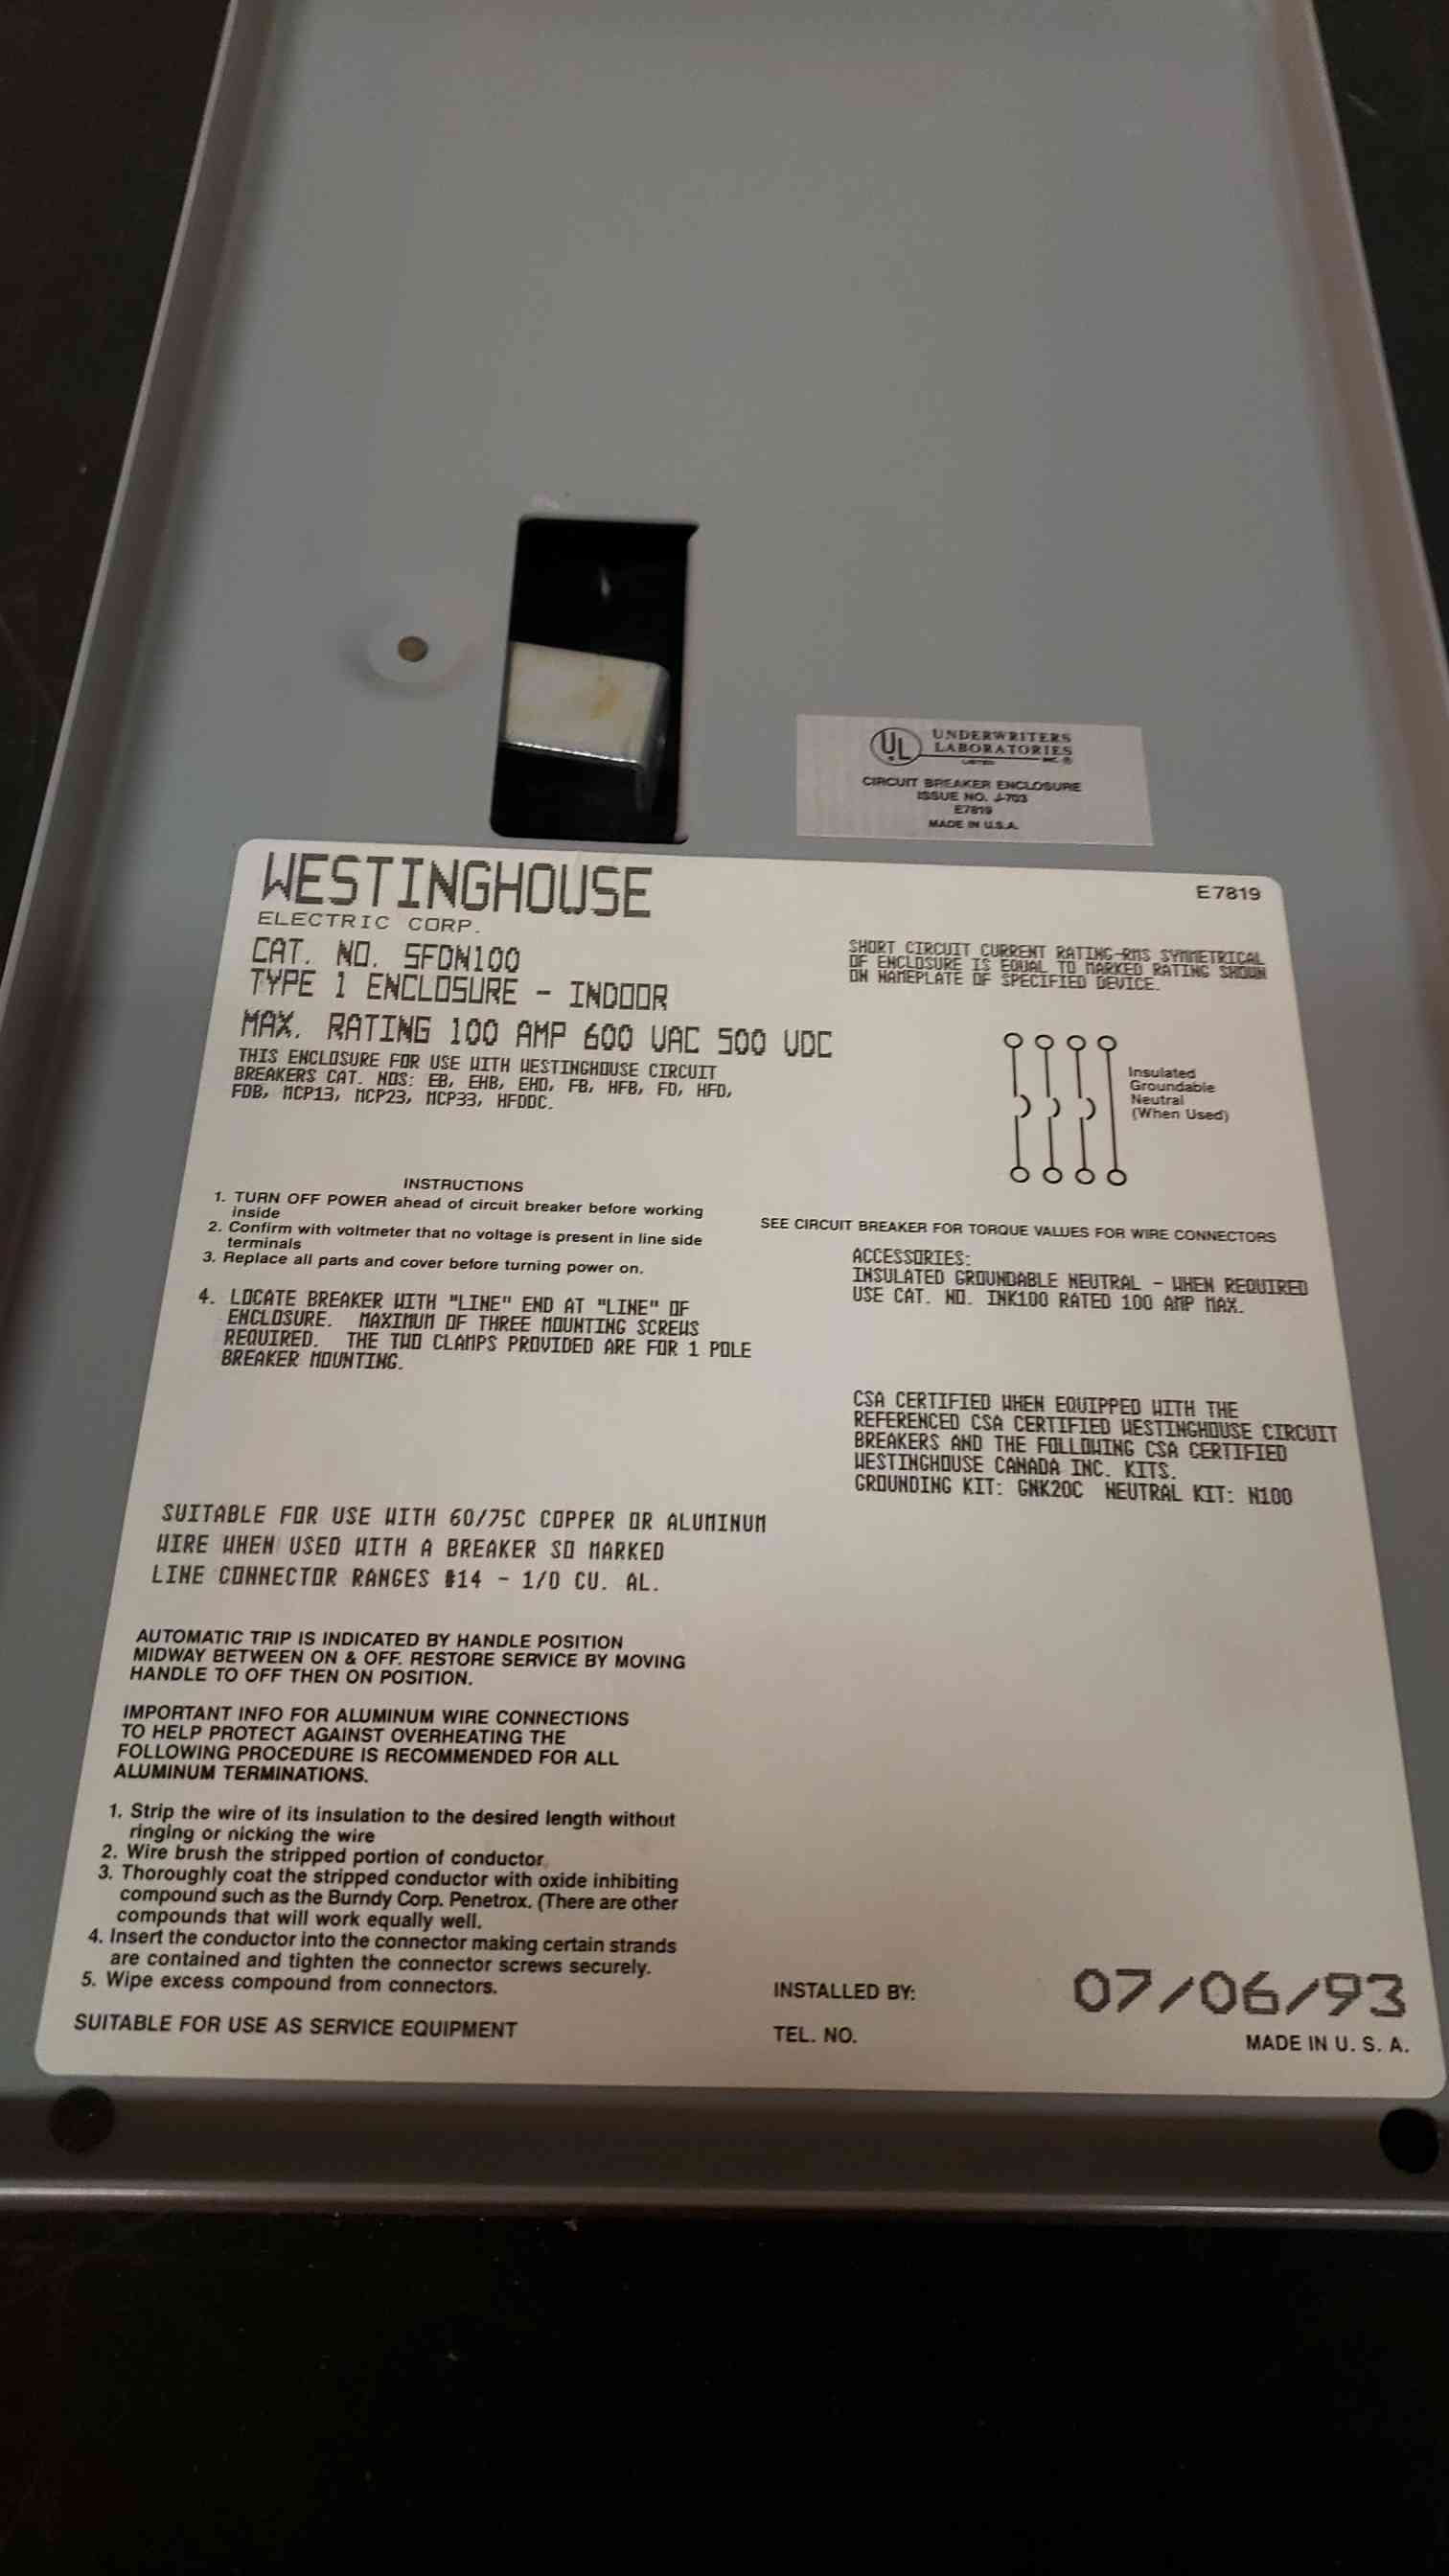 UL UNDERWRITERS
LABORATORIES
LISTED INC. ®
CIRCUIT BREAKER ENCLOSURE
ISSUE NO. J-703
E7819
MADE IN U.S.A.
WESTINGHOUSE
ELECTRIC CORP.
CAT. NO. SFDN100
TYPE 1 ENCLOSURE - INDOOR
MAX. RATING 100 AMP 600 VAC 500 VDC
THIS ENCLOSURE FOR USE WITH WESTINGHOUSE CIRCUIT
BREAKERS CAT. NOS: EB, EHB, EHD, FB, HFB, FD, HFD,
FDB, MCP13, MCP23, MCP33, HFDDC.
E7819
SHORT CIRCUIT CURRENT RATING-RMS SYMMETRICAL
OF ENCLOSURE IS EQUAL TO MARKED RATING SHOWN
ON NAMEPLATE OF SPECIFIED DEVICE.
Insulated
Groundable
Neutral
(When Used)
INSTRUCTIONS
1. TURN OFF POWER ahead of circuit breaker before working
inside
2. Confirm with voltmeter that no voltage is present in line side
terminals
3. Replace all parts and cover before turning power on.
4. LOCATE BREAKER WITH "LINE" END AT "LINE" OF
ENCLOSURE. MAXIMUM OF THREE MOUNTING SCREWS
REQUIRED. THE TWO CLAMPS PROVIDED ARE FOR 1 POLE
BREAKER MOUNTING.
SEE CIRCUIT BREAKER FOR TORQUE VALUES FOR WIRE CONNECTORS
ACCESSORIES:
INSULATED GROUNDABLE NEUTRAL - WHEN REQUIRED
USE CAT. NO. INK100 RATED 100 AMP MAX.
CSA CERTIFIED WHEN EQUIPPED WITH THE
REFERENCED CSA CERTIFIED WESTINGHOUSE CIRCUIT
BREAKERS AND THE FOLLOWING CSA CERTIFIED
WESTINGHOUSE CANADA INC. KITS.
GROUNDING KIT: GNK20C NEUTRAL KIT: N100
SUITABLE FOR USE WITH 60/75C COPPER OR ALUMINUM
WIRE WHEN USED WITH A BREAKER SO MARKED
LINE CONNECTOR RANGES #14 - 1/0 CU. AL.
AUTOMATIC TRIP IS INDICATED BY HANDLE POSITION
MIDWAY BETWEEN ON & OFF. RESTORE SERVICE BY MOVING
HANDLE TO OFF THEN ON POSITION.
IMPORTANT INFO FOR ALUMINUM WIRE CONNECTIONS
TO HELP PROTECT AGAINST OVERHEATING THE
FOLLOWING PROCEDURE IS RECOMMENDED FOR ALL
ALUMINUM TERMINATIONS.
1. Strip the wire of its insulation to the desired length without
ringing or nicking the wire
2. Wire brush the stripped portion of conductor.
3. Thoroughly coat the stripped conductor with oxide inhibiting
compound such as the Burndy Corp. Penetrox. (There are other
compounds that will work equally well.
4. Insert the conductor into the connector making certain strands
are contained and tighten the connector screws securely.
5. Wipe excess compound from connectors.
SUITABLE FOR USE AS SERVICE EQUIPMENT
INSTALLED BY:
TEL. NO.
07/06/93
MADE IN U. S. A.